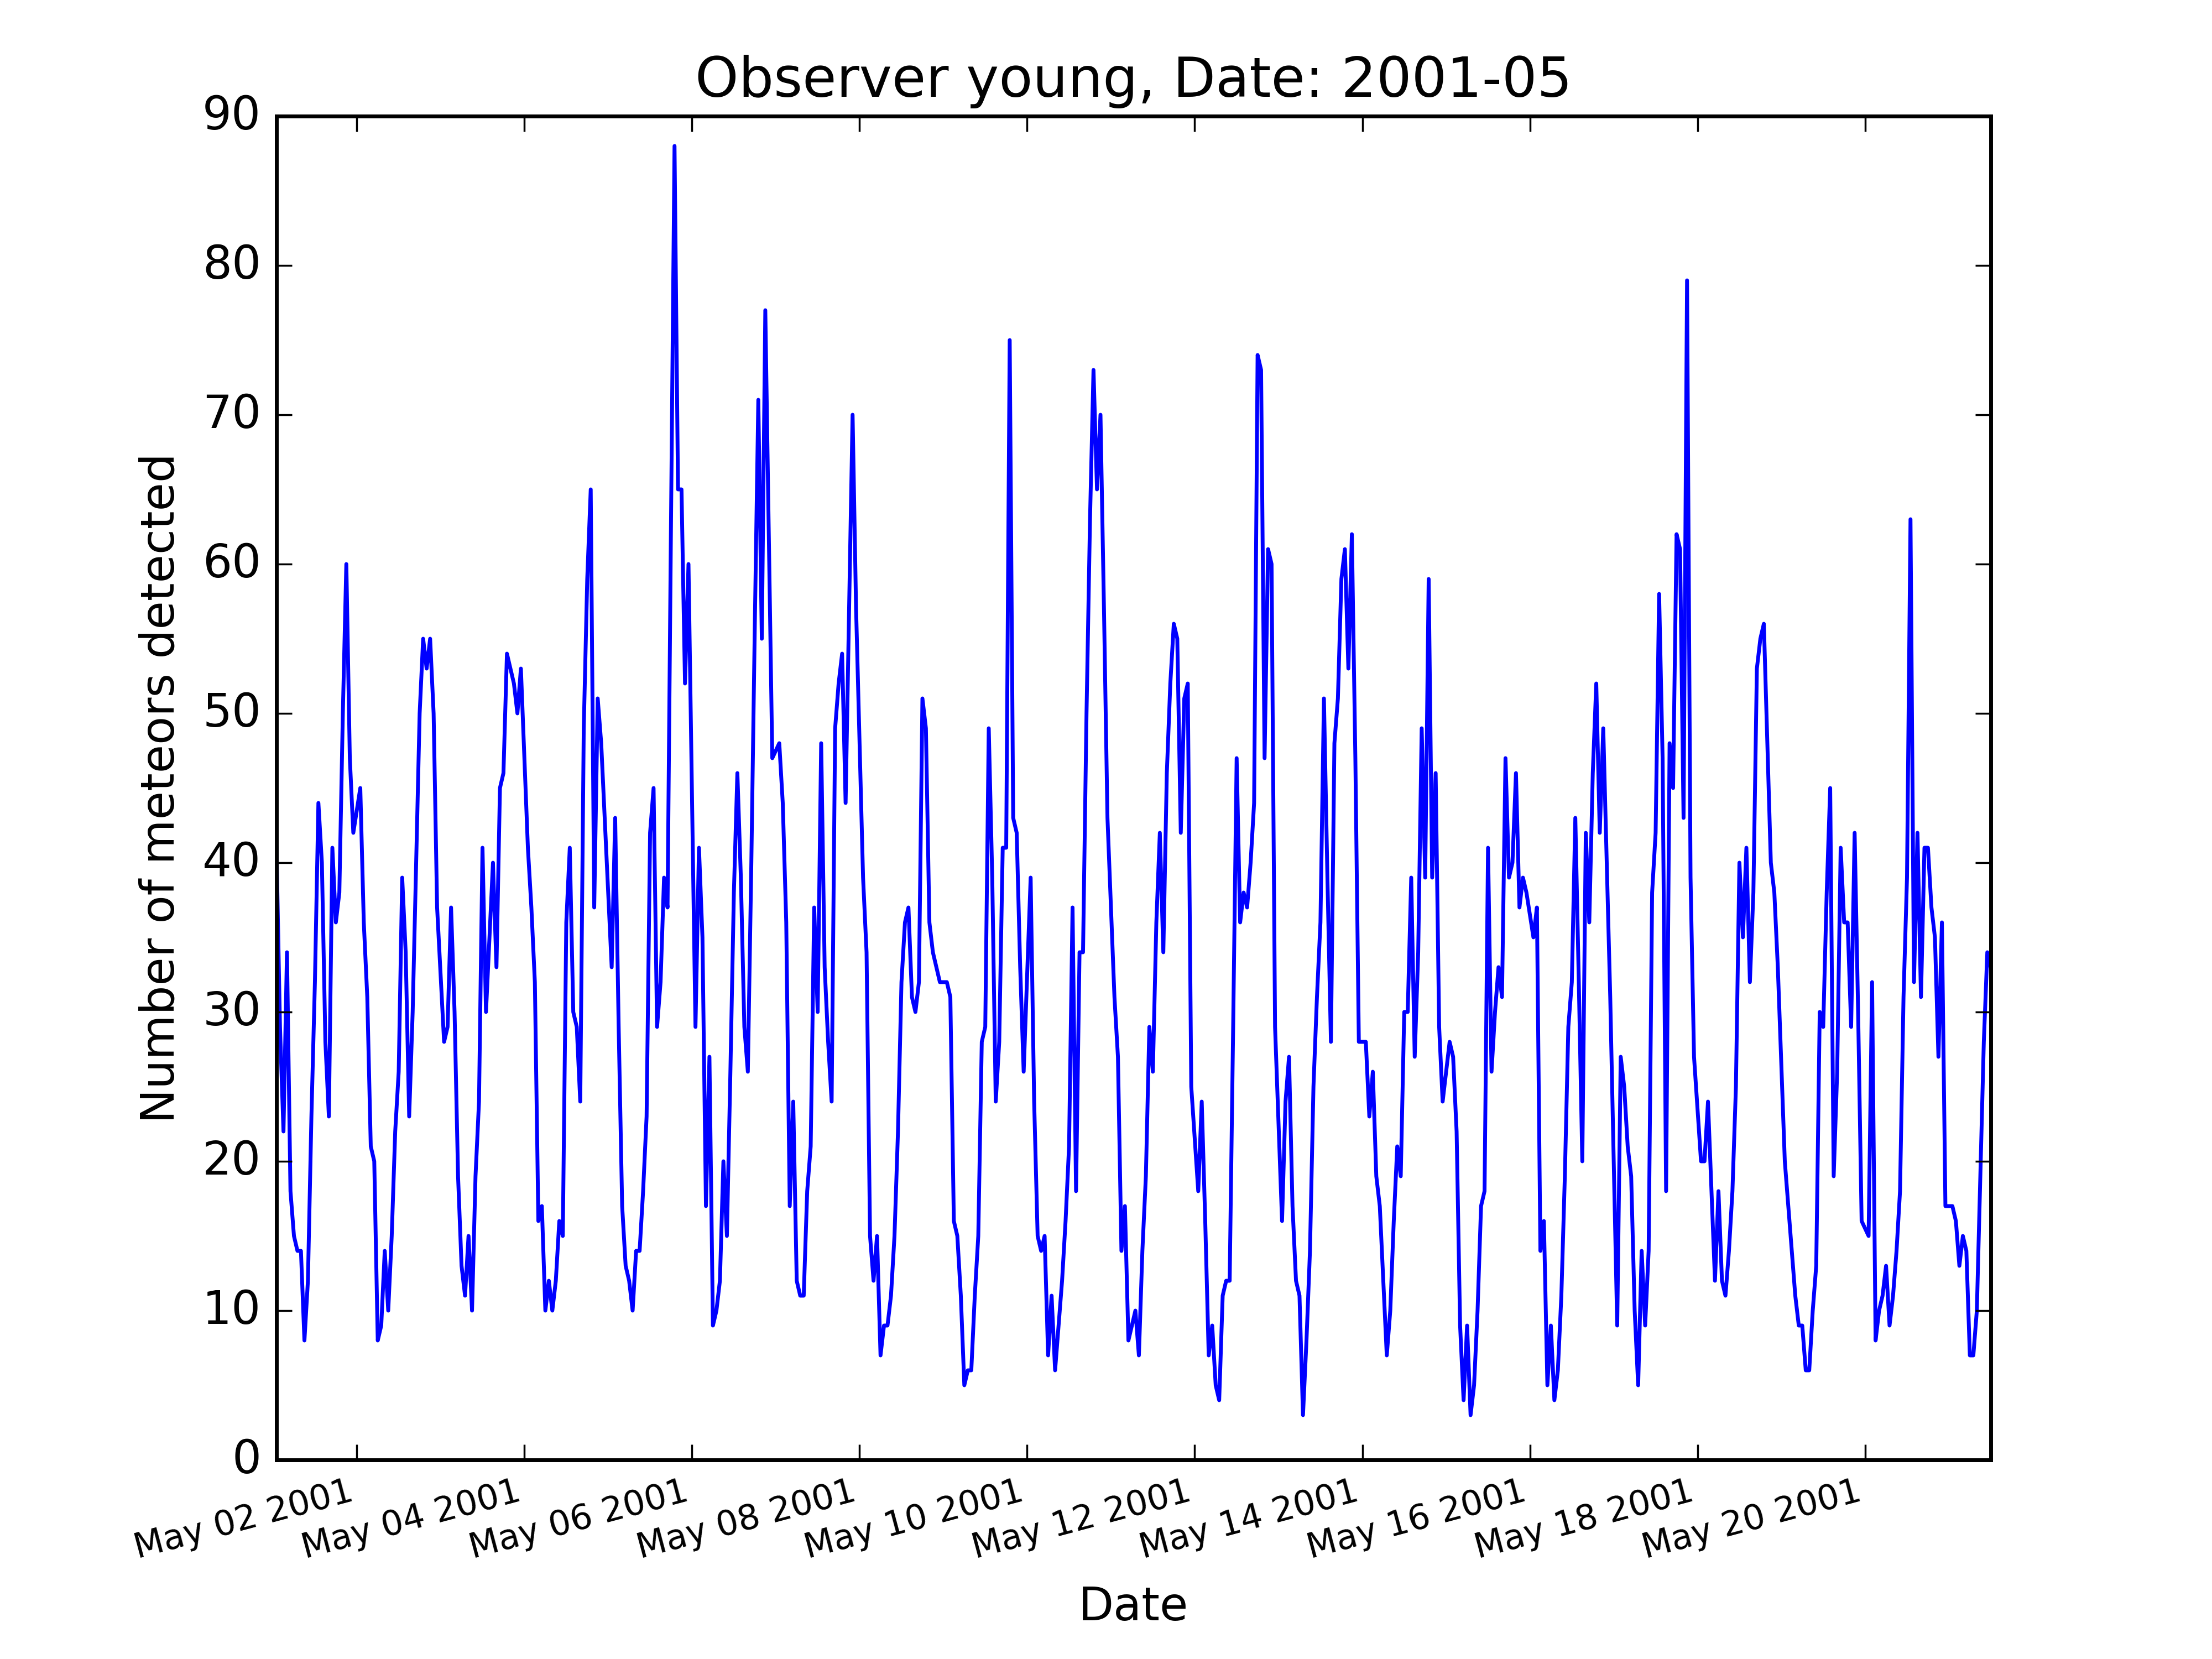 Observer young, Date: 2001-05
90
80
70
60
50
40
30
20
10
0
Number of meteors detected
May 02 2001
May 04 2001
May 06 2001
May 08 2001
May 10 2001
May 12 2001
May 14 2001
May 16 2001
May 18 2001
May 20 2001
Date